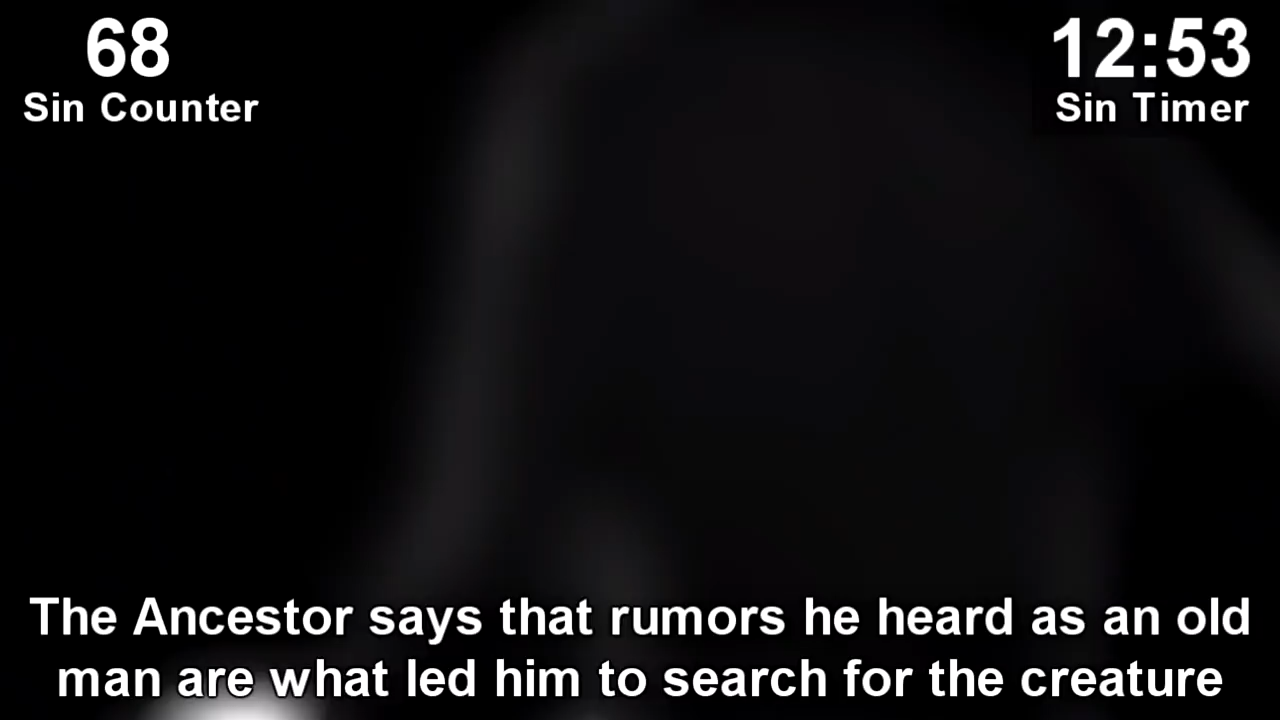 68
Sin Counter
12:53
Sin Timer
The Ancestor says that rumors he heard as an old
man are what led him to search for the creature